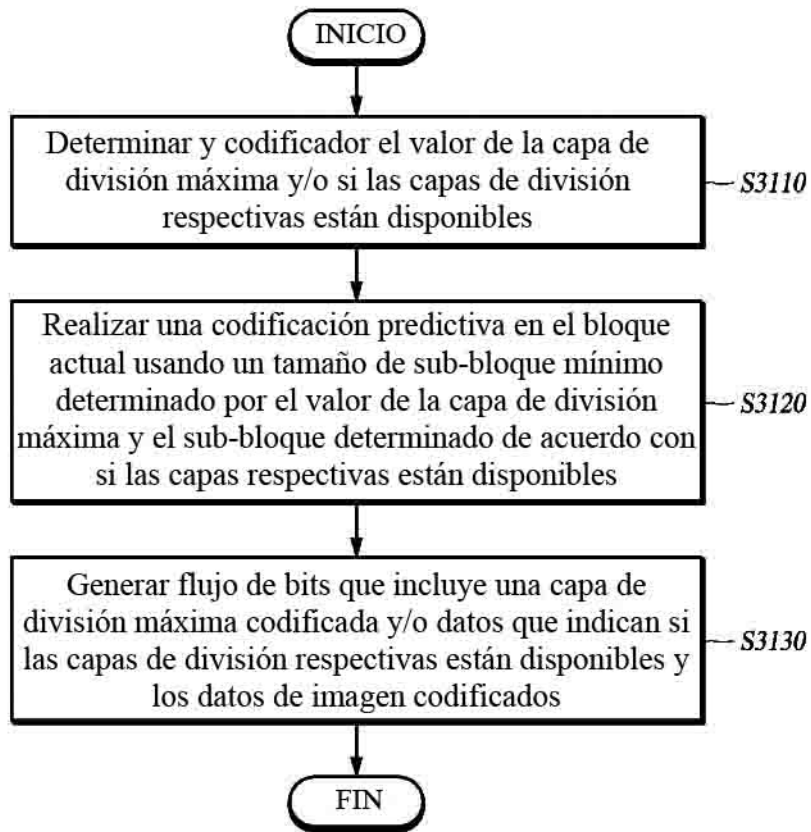 INICIO
Determinar y codificador el valor de la capa de
división máxima y/o si las capas de división
respectivas están disponibles
S3110
Realizar una codificación predictiva en el bloque
actual usando un tamaño de sub-bloque mínimo
determinado por el valor de la capa de división
máxima y el sub-bloque determinado de acuerdo con
si las capas respectivas están disponibles
S3120
Generar flujo de bits que incluye una capa de
división máxima codificada y/o datos que indican si
las capas de división respectivas están disponibles y
los datos de imagen codificados
S3130
FIN